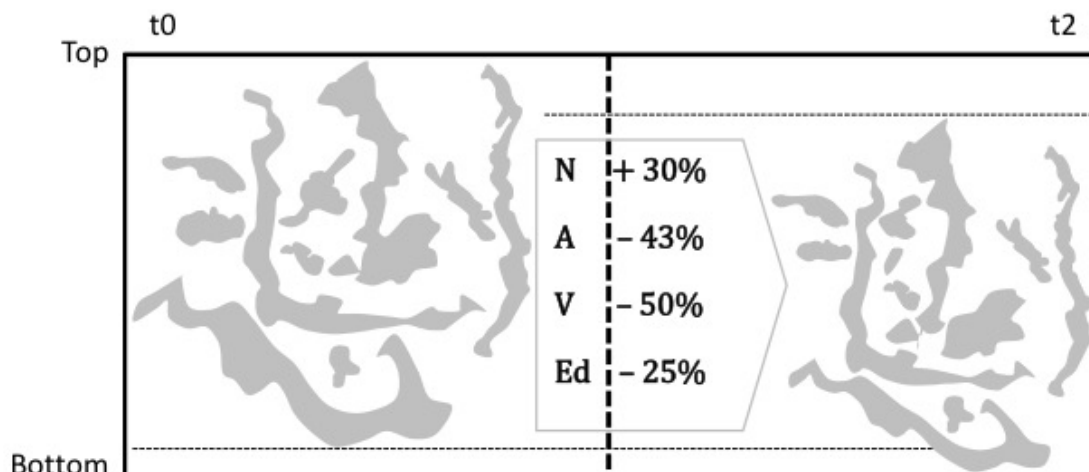 t0 t2
Top
N + 30%
A – 43%
V – 50%
Ed – 25%
Bottom